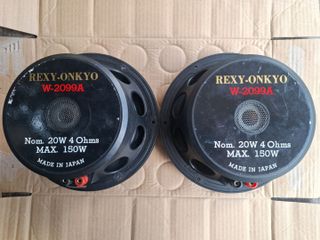 REXY-ONKYO
W-2099A
Nom. 20W 4 Ohms
MAX. 150W
MADE IN JAPAN
REXY-ONKYO
W-2099A
Nom. 20W 4 Ohms
MAX. 150W
MADE IN JAPAN